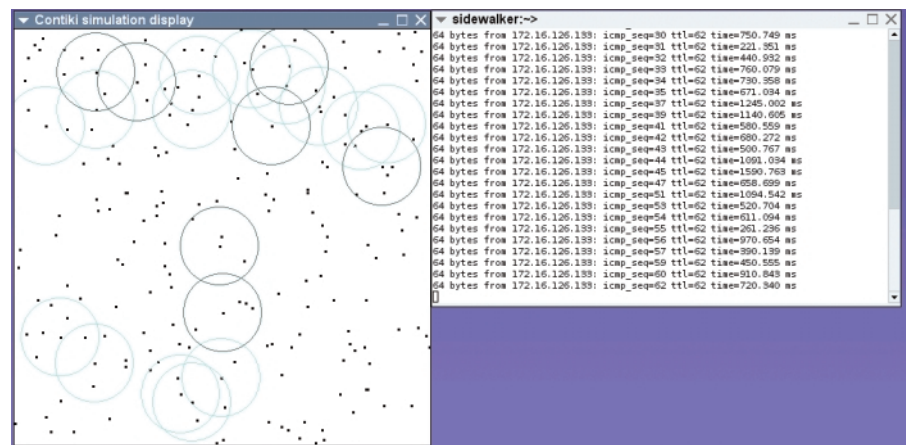 Contiki simulation display
sidewalker:~>
64 bytes from 172.16.126.133: icmp_seq=30 ttl=62 time=750.749 ms
64 bytes from 172.16.126.133: icmp_seq=31 ttl=62 time=221.351 ms
64 bytes from 172.16.126.133: icmp_seq=32 ttl=62 time=440.932 ms
64 bytes from 172.16.126.133: icmp_seq=33 ttl=62 time=760.079 ms
64 bytes from 172.16.126.133: icmp_seq=34 ttl=62 time=730.358 ms
64 bytes from 172.16.126.133: icmp_seq=35 ttl=62 time=671.034 ms
64 bytes from 172.16.126.133: icmp_seq=37 ttl=62 time=1245.002 ms
64 bytes from 172.16.126.133: icmp_seq=39 ttl=62 time=1140.605 ms
64 bytes from 172.16.126.133: icmp_seq=41 ttl=62 time=580.559 ms
64 bytes from 172.16.126.133: icmp_seq=42 ttl=62 time=680.272 ms
64 bytes from 172.16.126.133: icmp_seq=43 ttl=62 time=500.767 ms
64 bytes from 172.16.126.133: icmp_seq=44 ttl=62 time=1091.034 ms
64 bytes from 172.16.126.133: icmp_seq=45 ttl=62 time=1590.763 ms
64 bytes from 172.16.126.133: icmp_seq=47 ttl=62 time=658.699 ms
64 bytes from 172.16.126.133: icmp_seq=51 ttl=62 time=1094.542 ms
64 bytes from 172.16.126.133: icmp_seq=53 ttl=62 time=520.704 ms
64 bytes from 172.16.126.133: icmp_seq=54 ttl=62 time=611.094 ms
64 bytes from 172.16.126.133: icmp_seq=55 ttl=62 time=261.236 ms
64 bytes from 172.16.126.133: icmp_seq=56 ttl=62 time=970.654 ms
64 bytes from 172.16.126.133: icmp_seq=57 ttl=62 time=390.139 ms
64 bytes from 172.16.126.133: icmp_seq=59 ttl=62 time=450.555 ms
64 bytes from 172.16.126.133: icmp_seq=60 ttl=62 time=910.843 ms
64 bytes from 172.16.126.133: icmp_seq=62 ttl=62 time=720.340 ms